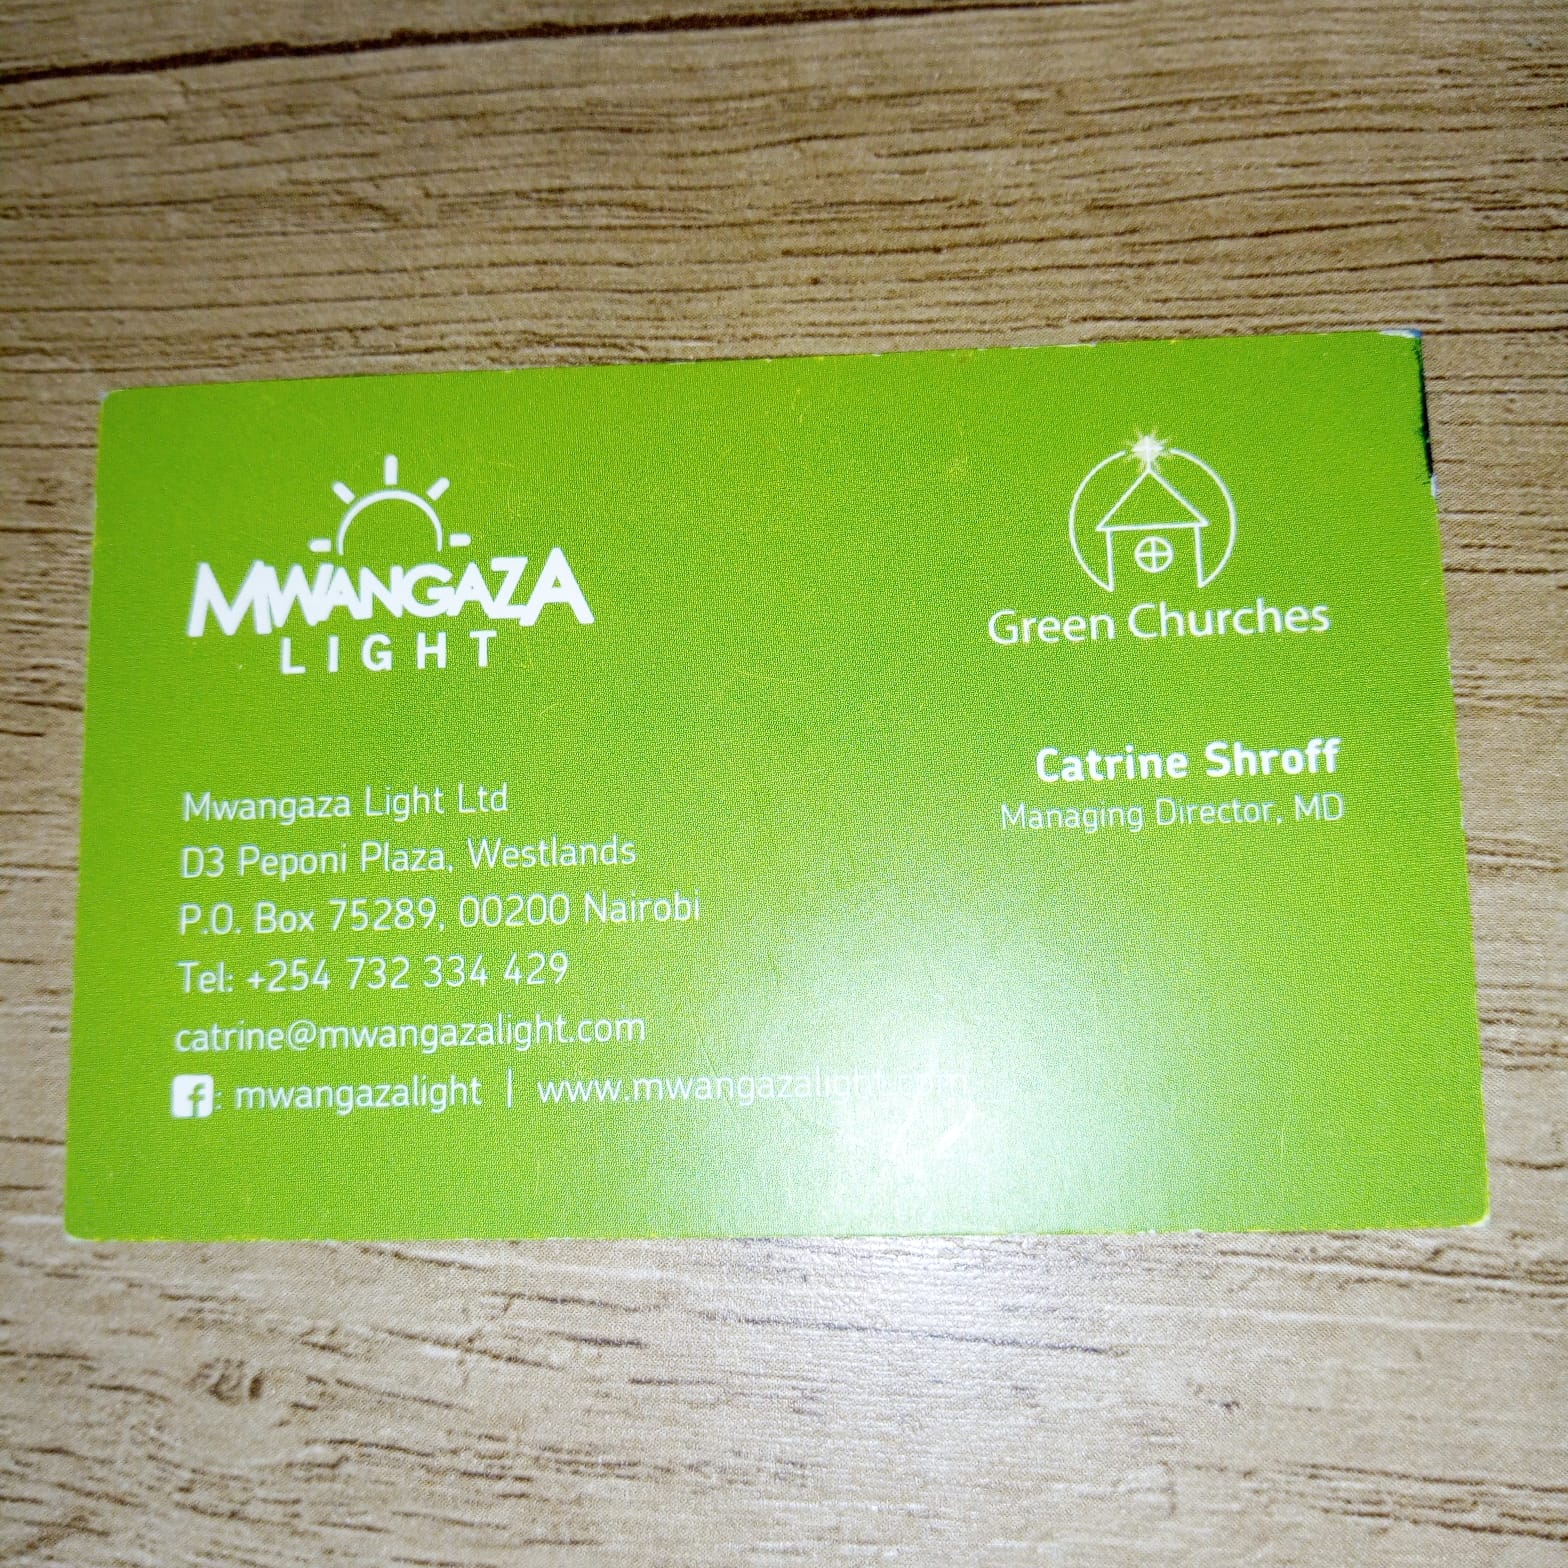 MWANGAZA
LIGHT
Green Churches
Catrine Shroff
Managing Director, MD
Mwangaza Light Ltd
D3 Peponi Plaza, Westlands
P.O. Box 75289, 00200 Nairobi
Tel: +254 732 334 429
catrine@mwangazalight.com
f: mwangazalight | www.mwangazalight.com